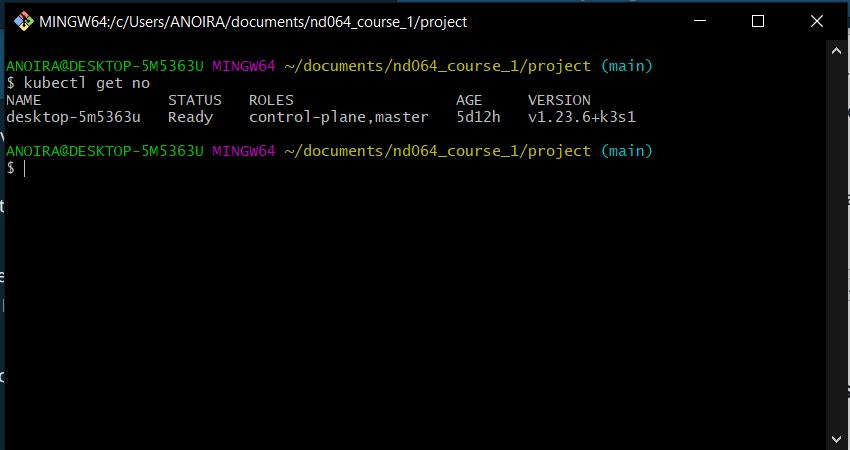 MINGW64:/c/Users/ANOIRA/documents/nd064_course_1/project
ANOIRA@DESKTOP-5M5363U MINGW64 ~/documents/nd064_course_1/project (main)
$ kubectl get no
NAME STATUS ROLES AGE VERSION
desktop-5m5363u Ready control-plane,master 5d12h v1.23.6+k3s1
ANOIRA@DESKTOP-5M5363U MINGW64 ~/documents/nd064_course_1/project (main)
$